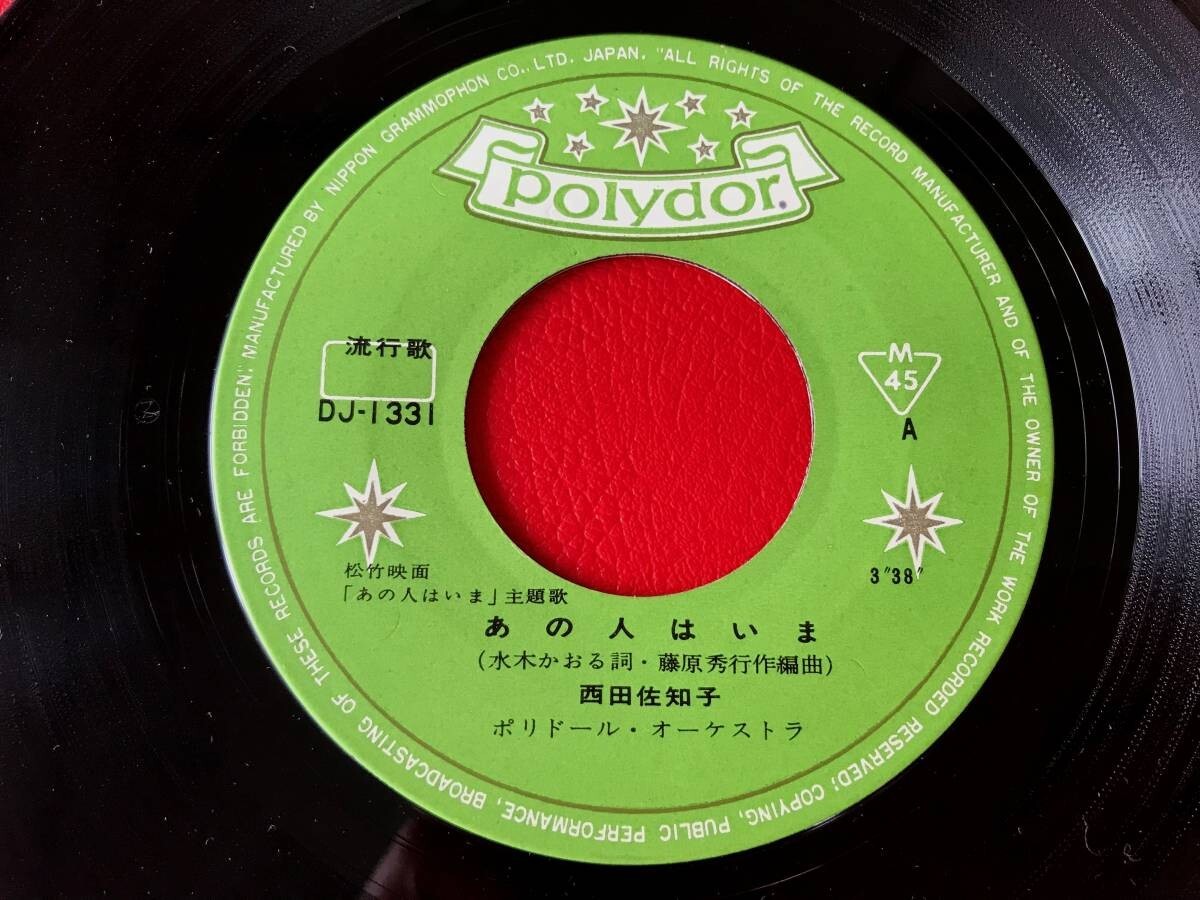 MANUFACTURED BY NIPPON GRAMMOPHON CO., LTD. JAPAN. "ALL RIGHTS OF THE RECORD MANUFACTURER AND OF THE OWNER OF THE WORK RECORDED RESERVED; COPYING, PUBLIC PERFORMANCE, BROADCASTING OF THESE RECORDS ARE FORBIDDEN;"
polydor®
流行歌
DJ-1331
M
45
A
3″38″
松竹映画
「あの人はいま」主題歌
あの人はいま
(水木かおる詞・藤原秀行作編曲)
西田佐知子
ポリドール・オーケストラ